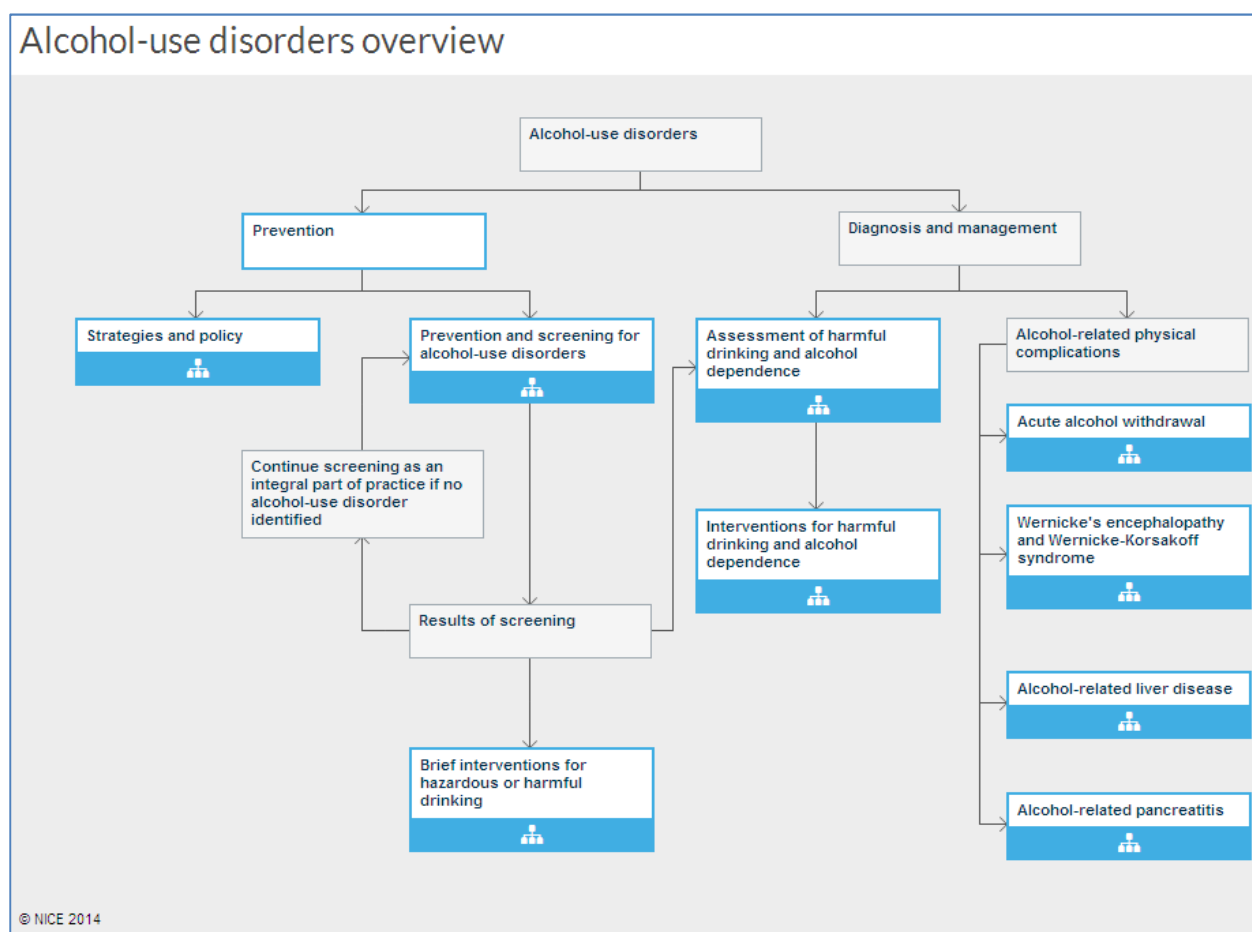 Alcohol-use disorders overview
Alcohol-use disorders
Prevention
Diagnosis and management
Strategies and policy
Prevention and screening for
alcohol-use disorders
Assessment of harmful
drinking and alcohol
dependence
Alcohol-related physical
complications
Acute alcohol withdrawal
Continue screening as an
integral part of practice if no
alcohol-use disorder
identified
Interventions for harmful
drinking and alcohol
dependence
Wernicke's encephalopathy
and Wernicke-Korsakoff
syndrome
Results of screening
Alcohol-related liver disease
Brief interventions for
hazardous or harmful
drinking
Alcohol-related pancreatitis
© NICE 2014